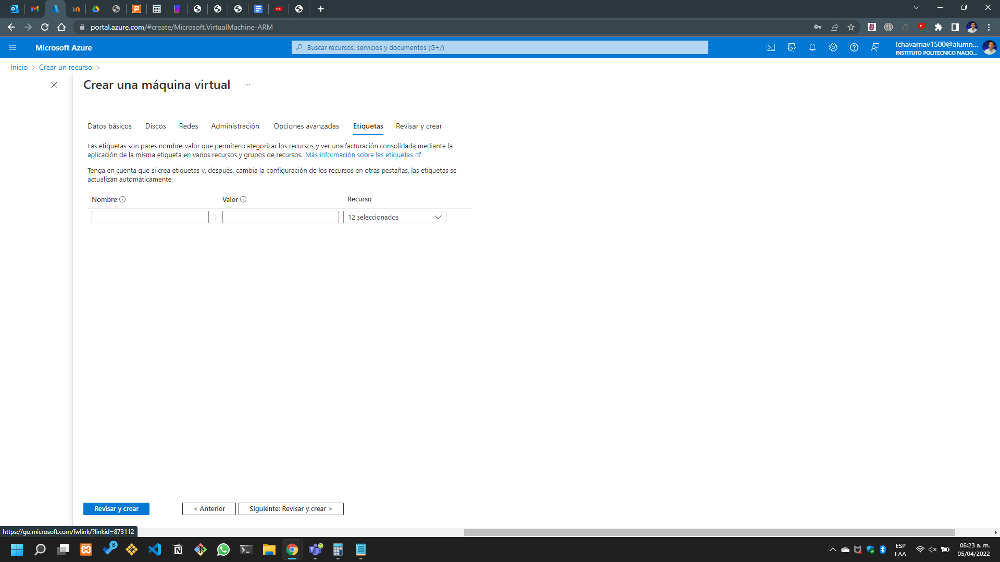 portal.azure.com/#create/Microsoft.VirtualMachine-ARM
Microsoft Azure
Buscar recursos, servicios y documentos (G+/)
lchavarriav1500@alumn...
INSTITUTO POLITECNICO NACIO...
Inicio > Crear un recurso >
Crear una máquina virtual ...
Datos básicos Discos Redes Administración Opciones avanzadas Etiquetas Revisar y crear
Las etiquetas son pares nombre-valor que permiten categorizar los recursos y ver una facturación consolidada mediante la
aplicación de la misma etiqueta en varios recursos y grupos de recursos. Más información sobre las etiquetas
Tenga en cuenta que si crea etiquetas y, después, cambia la configuración de los recursos en otras pestañas, las etiquetas se
actualizan automáticamente.
Nombre Valor Recurso
: 12 seleccionados
Revisar y crear < Anterior Siguiente: Revisar y crear >
https://go.microsoft.com/fwlink/?linkid=873112
8
ESP
LAA
06:23 a. m.
05/04/2022